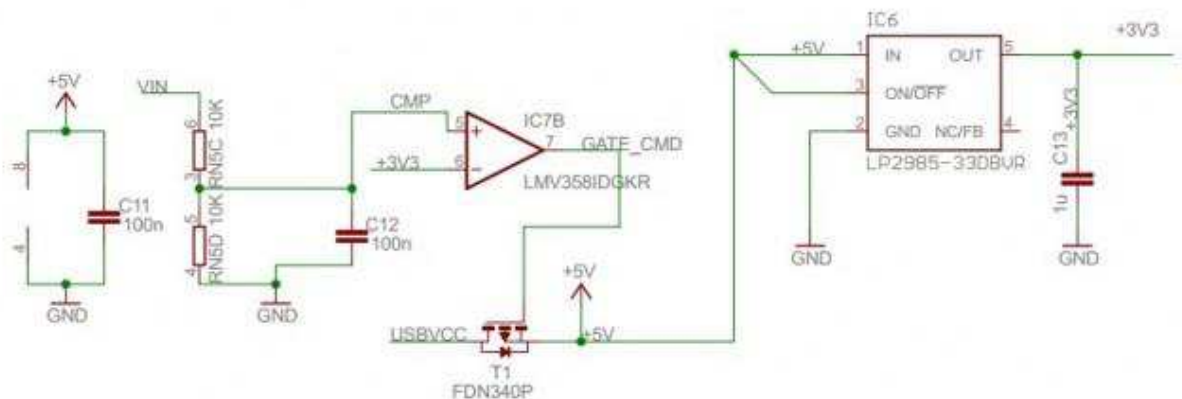 IC6
+3V3
+5V
1
IN
OUT
5
3
ON/OFF
2
GND
NC/FB
4
LP2985-33DBVR
C13
+3V3
1u
GND
GND
+5V
8
4
C11
100n
GND
VIN
6
RN5C
10K
3
5
RN5D
10K
4
C12
100n
GND
CMP
5
+
+3V3
6
-
IC7B
7
GATE_CMD
LMV358IDGKR
USBVCC
+5V
+5V
T1
FDN340P